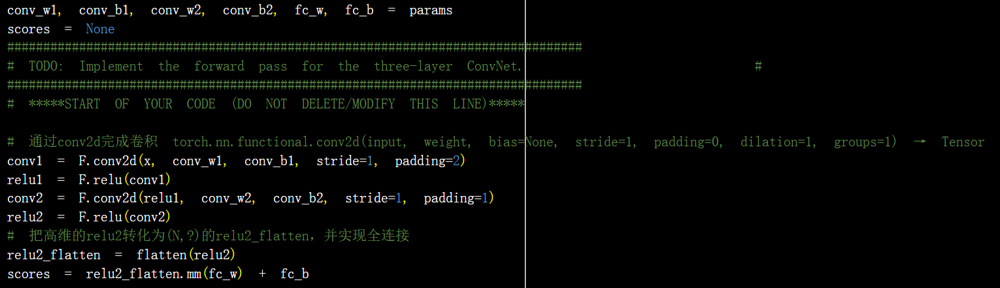 conv_w1, conv_b1, conv_w2, conv_b2, fc_w, fc_b = params
scores = None
################################################################################
# TODO: Implement the forward pass for the three-layer ConvNet. #
################################################################################
# *****START OF YOUR CODE (DO NOT DELETE/MODIFY THIS LINE)*****
# 通过conv2d完成卷积 torch.nn.functional.conv2d(input, weight, bias=None, stride=1, padding=0, dilation=1, groups=1) → Tensor
conv1 = F.conv2d(x, conv_w1, conv_b1, stride=1, padding=2)
relu1 = F.relu(conv1)
conv2 = F.conv2d(relu1, conv_w2, conv_b2, stride=1, padding=1)
relu2 = F.relu(conv2)
# 把高维的relu2转化为(N,?)的relu2_flatten，并实现全连接
relu2_flatten = flatten(relu2)
scores = relu2_flatten.mm(fc_w) + fc_b